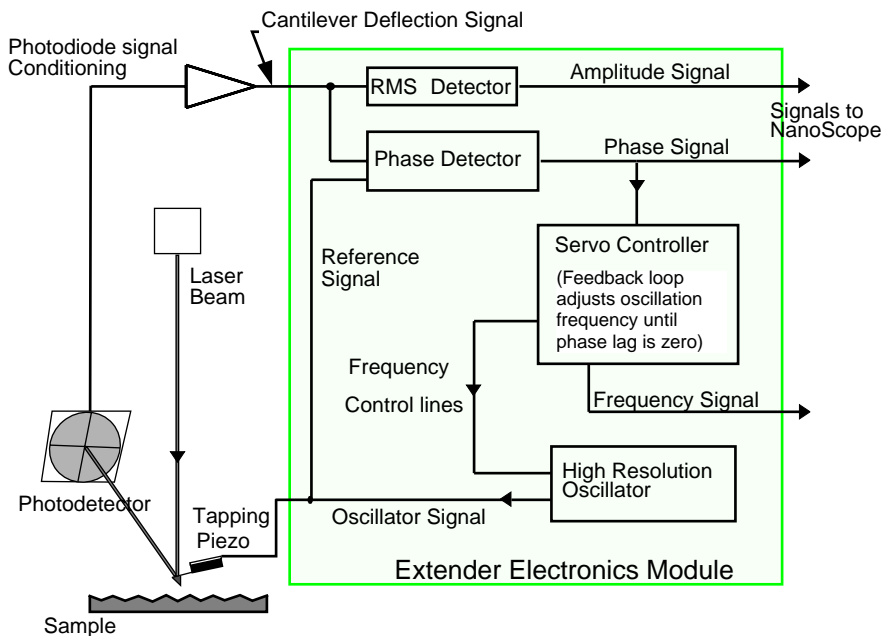 Cantilever Deflection Signal
Photodiode signal
Conditioning
RMS Detector
Amplitude Signal
Signals to
NanoScope
Phase Detector
Phase Signal
Servo Controller
(Feedback loop
adjusts oscillation
frequency until
phase lag is zero)
Reference
Signal
Laser
Beam
Frequency
Control lines
Frequency Signal
High Resolution
Oscillator
Photodetector
Tapping
Piezo
Oscillator Signal
Extender Electronics Module
Sample